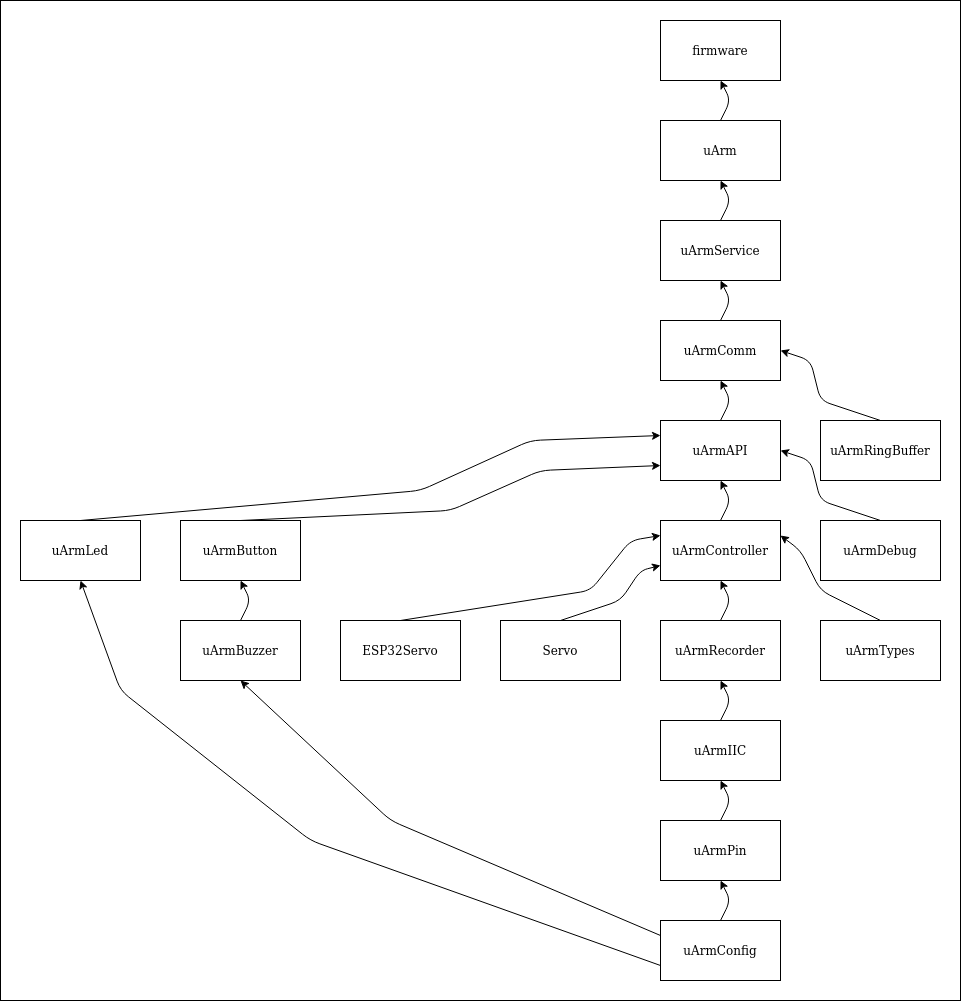 firmware
uArm
uArmService
uArmComm
uArmAPI
uArmRingBuffer
uArmLed
uArmButton
uArmController
uArmDebug
uArmBuzzer
ESP32Servo
Servo
uArmRecorder
uArmTypes
uArmIIC
uArmPin
uArmConfig